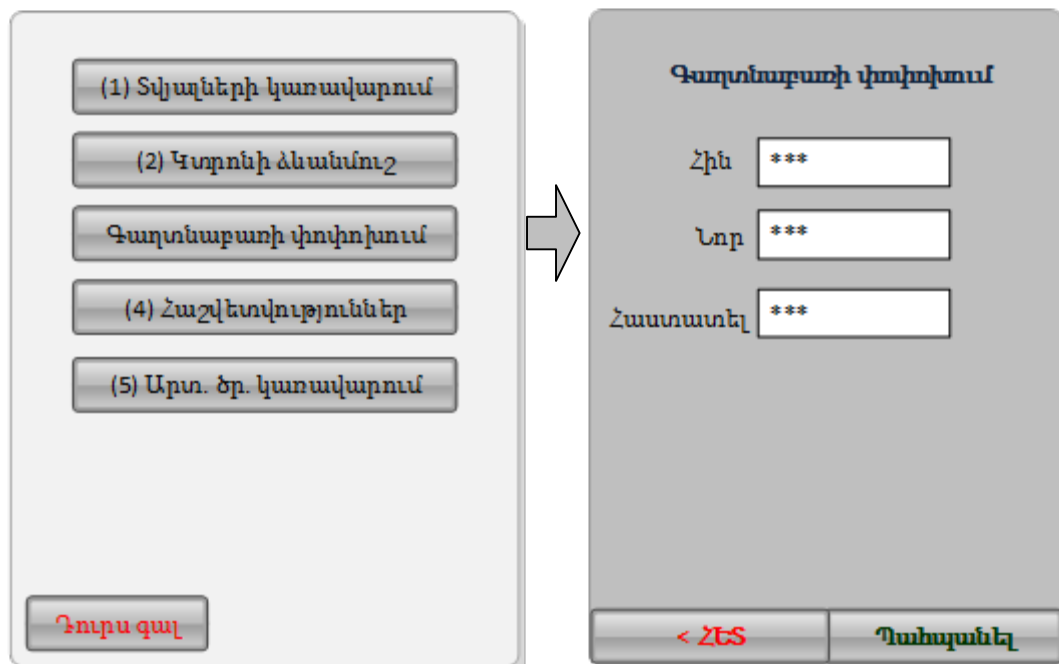 (1) Տվյալների կառավարում
(2) Կտրոնի ձևանմուշ
Գաղտնաբառի փոփոխում
(4) Հաշվետվություններ
(5) Արտ. ծր. կառավարում
Դուրս գալ
Գաղտնաբառի փոփոխում
Հին ***
Նոր ***
Հաստատել ***
< ՀԵՏ
Պահպանել